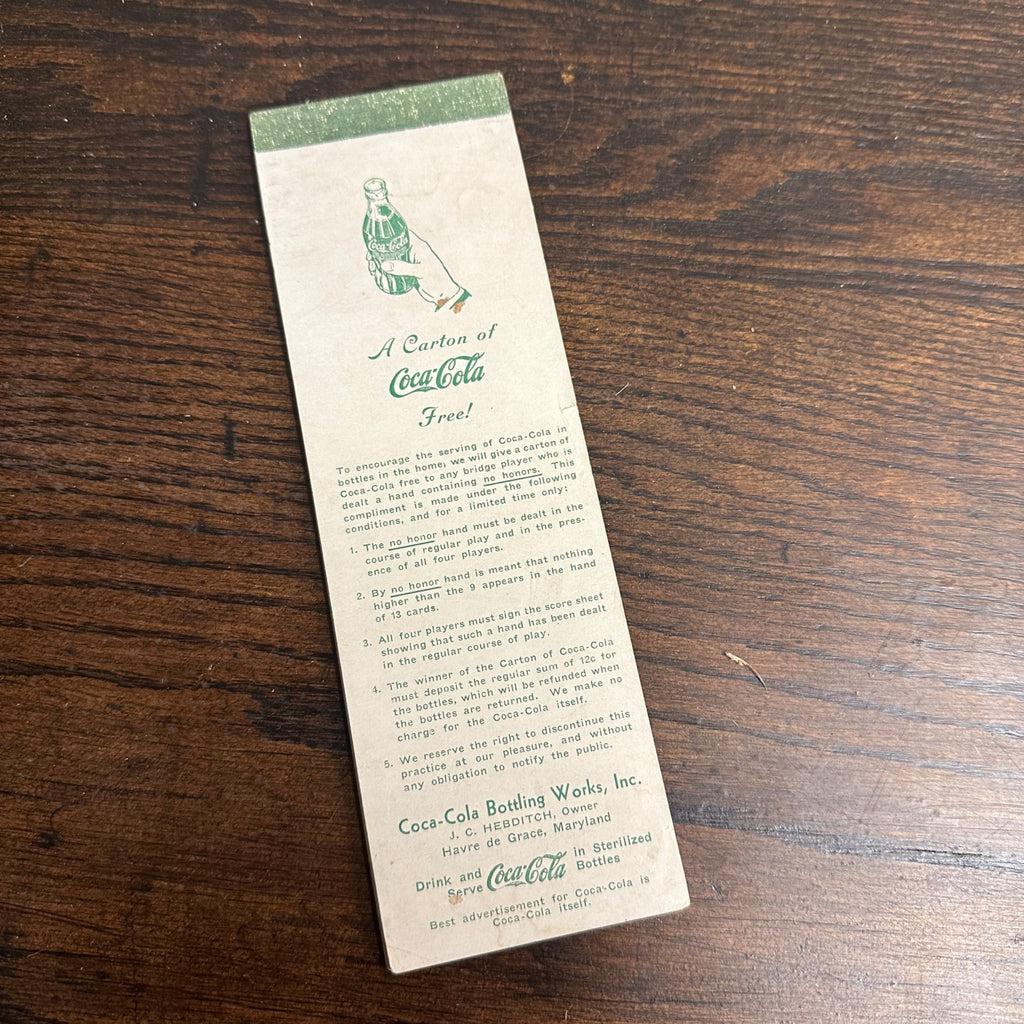 Coca-Cola
A Carton of
Coca-Cola
Free!
To encourage the serving of Coca-Cola in
bottles in the home, we will give a carton of
Coca-Cola free to any bridge player who is
dealt a hand containing no honors. This
compliment is made under the following
conditions, and for a limited time only:
1. The no honor hand must be dealt in the
course of regular play and in the pres-
ence of all four players.
2. By no honor hand is meant that nothing
higher than the 9 appears in the hand
of 13 cards.
3. All four players must sign the score sheet
showing that such a hand has been dealt
in the regular course of play.
4. The winner of the Carton of Coca-Cola
must deposit the regular sum of 12c for
the bottles, which will be refunded when
the bottles are returned. We make no
charge for the Coca-Cola itself.
5. We reserve the right to discontinue this
practice at our pleasure, and without
any obligation to notify the public.
Coca-Cola Bottling Works, Inc.
J. C. HEBDITCH, Owner
Havre de Grace, Maryland
Drink and Serve Coca-Cola in Sterilized Bottles
Best advertisement for Coca-Cola is
Coca-Cola itself.